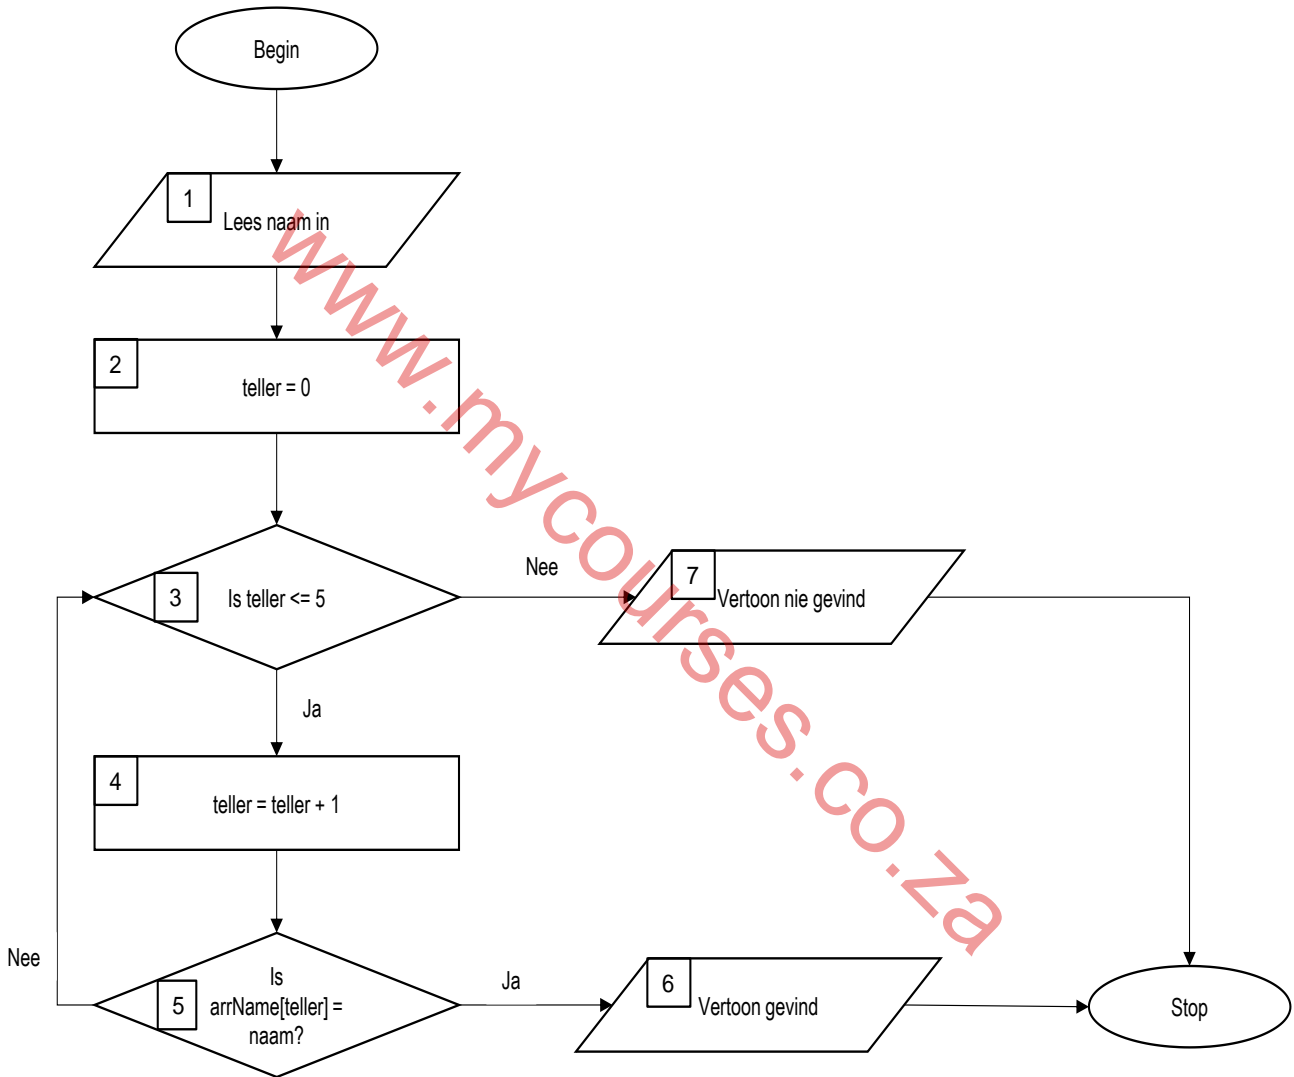 Begin
1
Lees naam in
2
teller = 0
3
Is teller <= 5
Nee
7
Vertoon nie gevind
Ja
4
teller = teller + 1
Nee
5
Is
arrName[teller] =
naam?
Ja
6
Vertoon gevind
Stop
www.mycourses.co.za